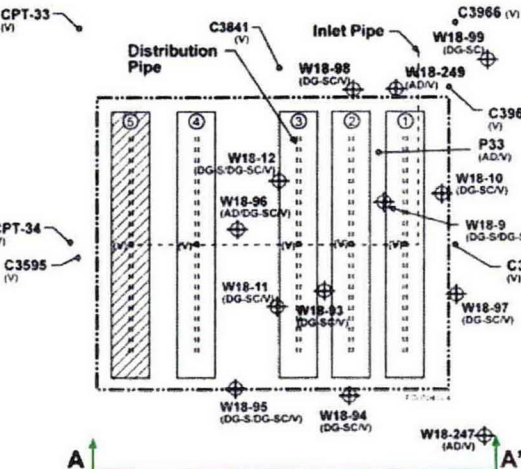 CPT-33
(V)
C3841
(V)
Inlet Pipe
C3966 (V)
W18-99
(DG-SC)
Distribution
Pipe
W18-98
(DG-SC/V)
W18-249
(AD/V)
C396
(V)
5
4
3
2
1
P33
(AD/V)
W18-12
(DG-S/DG-SC/V)
W18-10
(DG-SC/V)
W18-96
(AD/DG-SC/V)
W18-9
(DG-S/DG-S
CPT-34
(V)
(V)
(V)
(V)
(V)
C3595
(V)
C3
(V)
W18-11
(DG-SC/V)
W18-93
(DG-SC/V)
W18-97
(DG-SC/V)
W18-95
(DG-S/DG-SC/V)
W18-94
(DG-SC/V)
W18-247
(AD/V)
A
A'